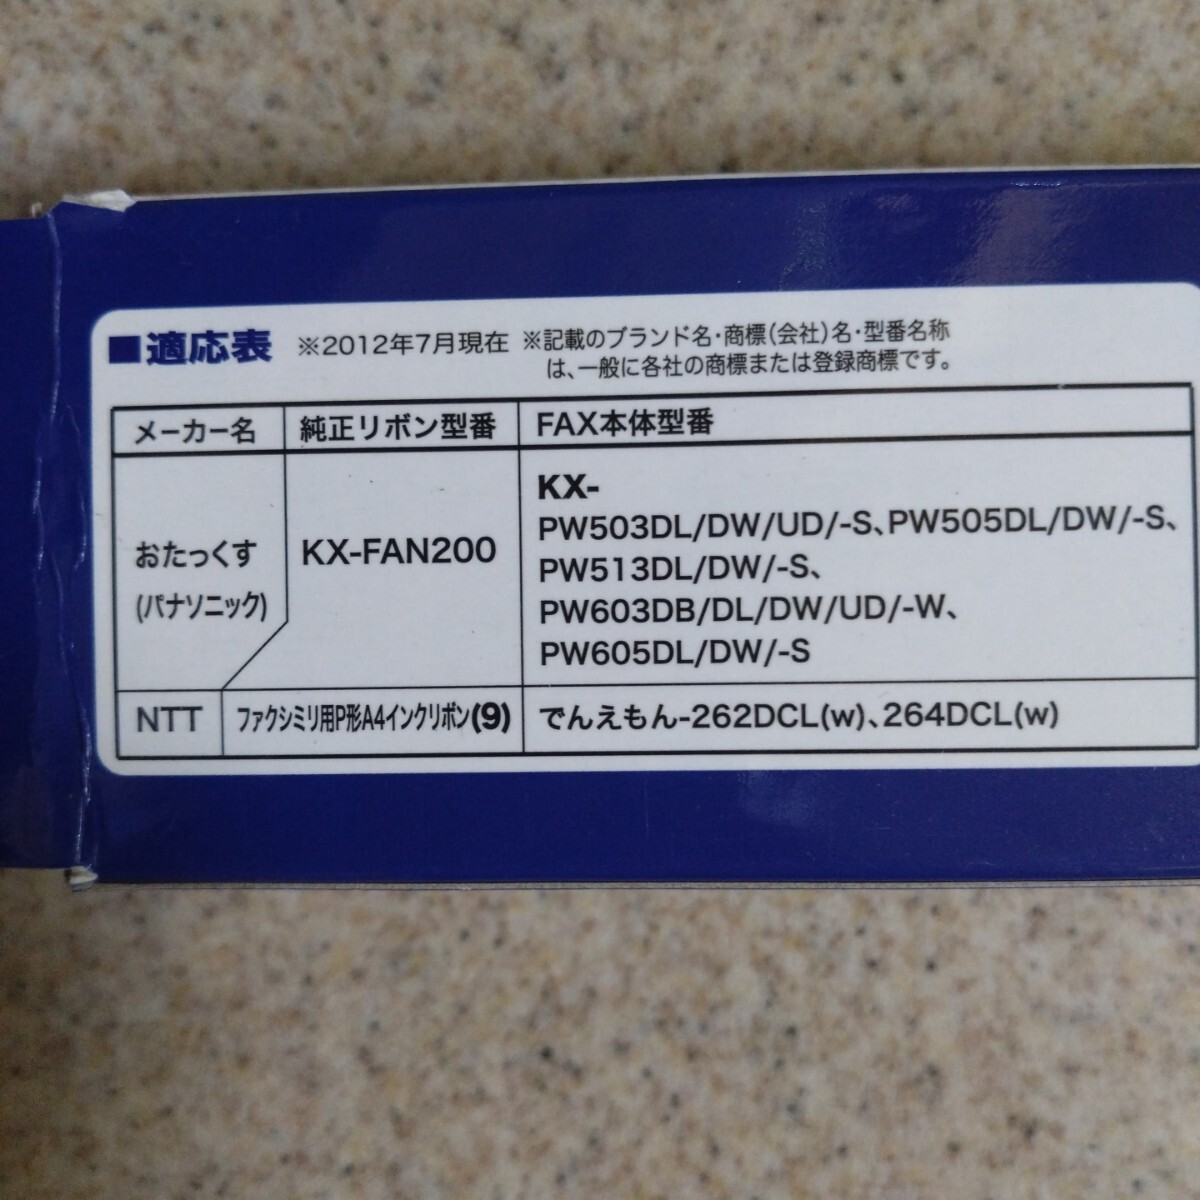 ■適応表 ※2012年7月現在 ※記載のブランド名・商標(会社)名・型番名称
は、一般に各社の商標または登録商標です。
メーカー名 純正リボン型番 FAX本体型番
おたっくす
(パナソニック)
KX-FAN200
KX-
PW503DL/DW/UD/-S、PW505DL/DW/-S、
PW513DL/DW/-S、
PW603DB/DL/DW/UD/-W、
PW605DL/DW/-S
NTT ファクシミリ用P形A4インクリボン(9) でんえもん-262DCL(w)、264DCL(w)